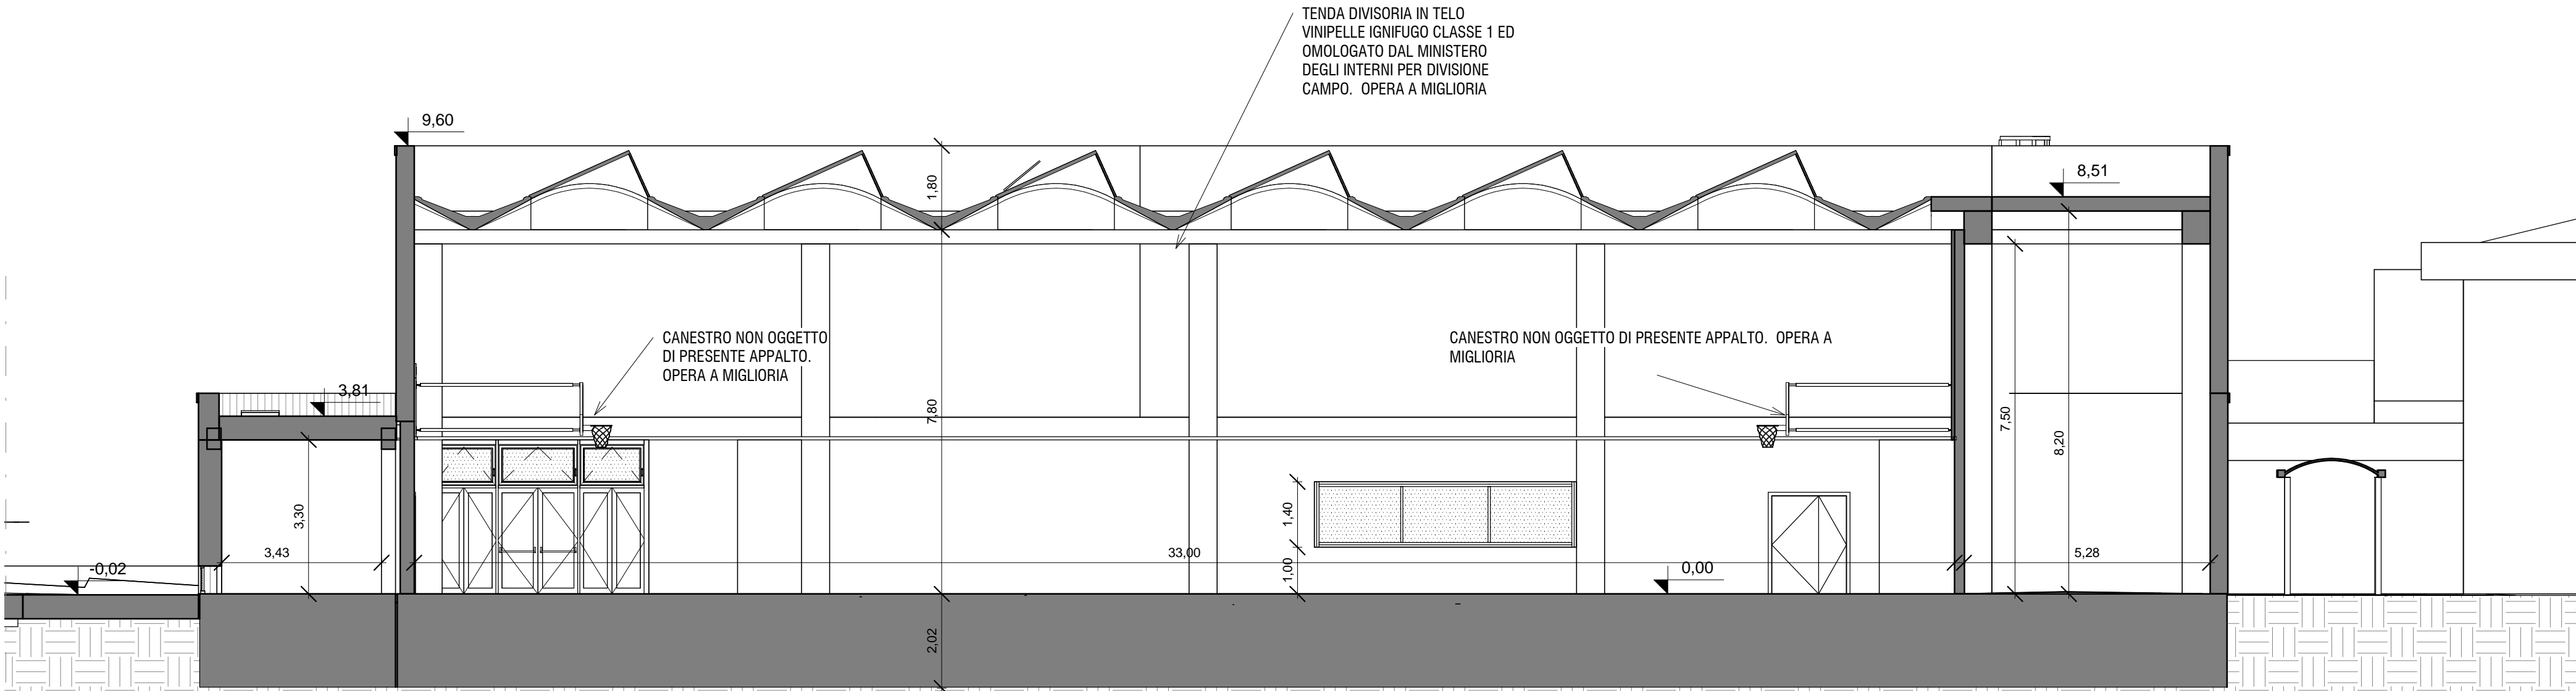 TENDA DIVISORIA IN TELO
VINIPELLE IGNIFUGO CLASSE 1 ED
OMOLOGATO DAL MINISTERO
DEGLI INTERNI PER DIVISIONE
CAMPO.  OPERA A MIGLIORIA
9,60
8,51
1,80
CANESTRO NON OGGETTO
DI PRESENTE APPALTO.
OPERA A MIGLIORIA
CANESTRO NON OGGETTO DI PRESENTE APPALTO.  OPERA A
MIGLIORIA
3,81
7,80
7,50
8,20
3,30
1,40
3,43
33,00
5,28
-0,02
1,00
0,00
2,02